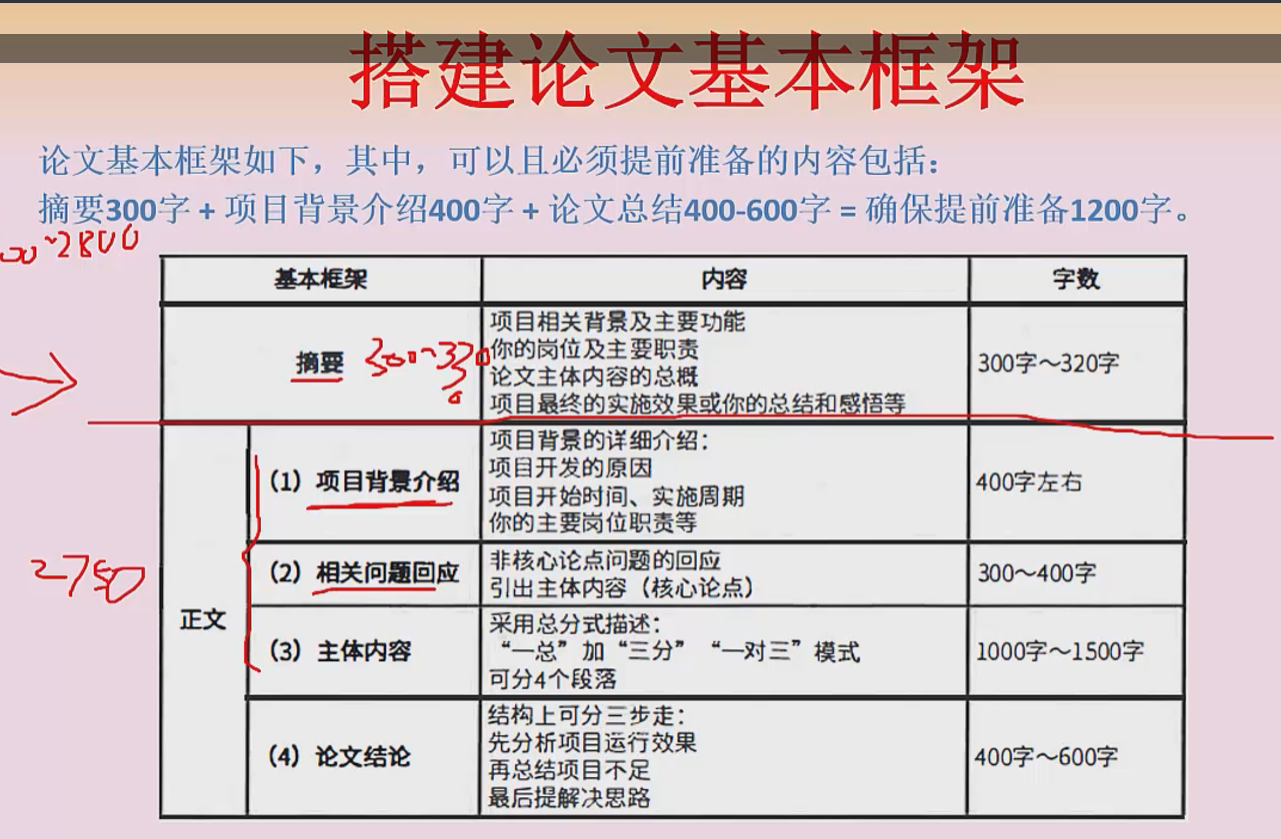 搭建论文基本框架
论文基本框架如下，其中，可以且必须提前准备的内容包括：
摘要300字 + 项目背景介绍400字 + 论文总结400-600字 = 确保提前准备1200字。
~2800
基本框架 内容 字数
摘要
300~330
项目相关背景及主要功能
你的岗位及主要职责
论文主体内容的总概
项目最终的实施效果或你的总结和感悟等
300字～320字
正文
（1）项目背景介绍
项目背景的详细介绍：
项目开发的原因
项目开始时间、实施周期
你的主要岗位职责等
400字左右
2750
（2）相关问题回应
非核心论点问题的回应
引出主体内容（核心论点）
300～400字
（3）主体内容
采用总分式描述：
“一总”加“三分” “一对三”模式
可分4个段落
1000字～1500字
（4）论文结论
结构上可分三步走：
先分析项目运行效果
再总结项目不足
最后提解决思路
400字～600字